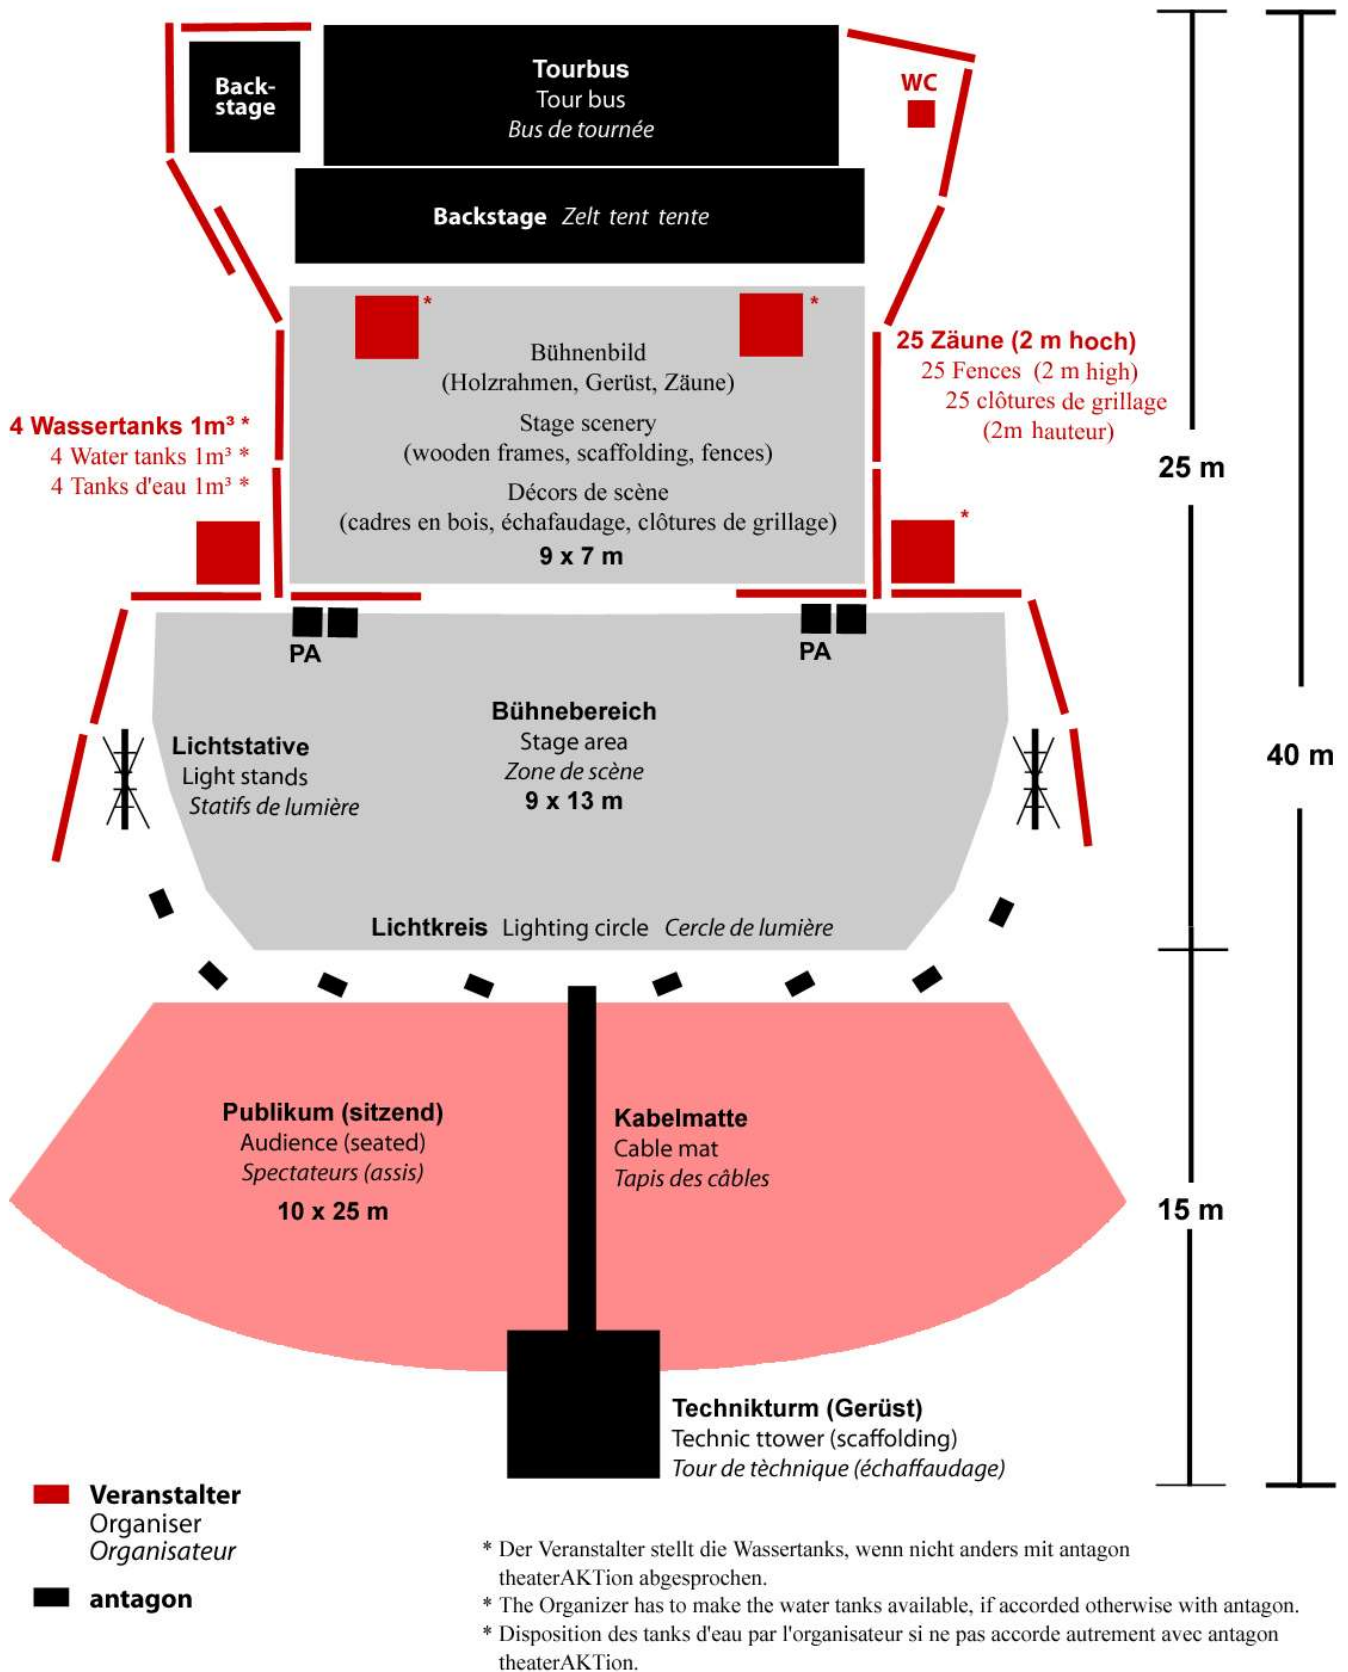 Back-
stage
Tourbus
Tour bus
Bus de tournée
WC
Backstage Zelt tent tente
*
*
Bühnenbild
(Holzrahmen, Gerüst, Zäune)
Stage scenery
(wooden frames, scaffolding, fences)
Décors de scène
(cadres en bois, échafaudage, clôtures de grillage)
9 x 7 m
25 Zäune (2 m hoch)
25 Fences (2 m high)
25 clôtures de grillage
(2m hauteur)
4 Wassertanks 1m³ *
4 Water tanks 1m³ *
4 Tanks d'eau 1m³ *
*
25 m
PA
PA
Bühnebereich
Stage area
Zone de scène
9 x 13 m
Lichtstative
Light stands
Statifs de lumière
40 m
Lichtkreis Lighting circle Cercle de lumière
Publikum (sitzend)
Audience (seated)
Spectateurs (assis)
10 x 25 m
Kabelmatte
Cable mat
Tapis des câbles
15 m
Technikturm (Gerüst)
Technic ttower (scaffolding)
Tour de tèchnique (échaffaudage)
Veranstalter
Organiser
Organisateur
antagon
* Der Veranstalter stellt die Wassertanks, wenn nicht anders mit antagon
theaterAKTion abgesprochen.
* The Organizer has to make the water tanks available, if accorded otherwise with antagon.
* Disposition des tanks d'eau par l'organisateur si ne pas accorde autrement avec antagon
theaterAKTion.